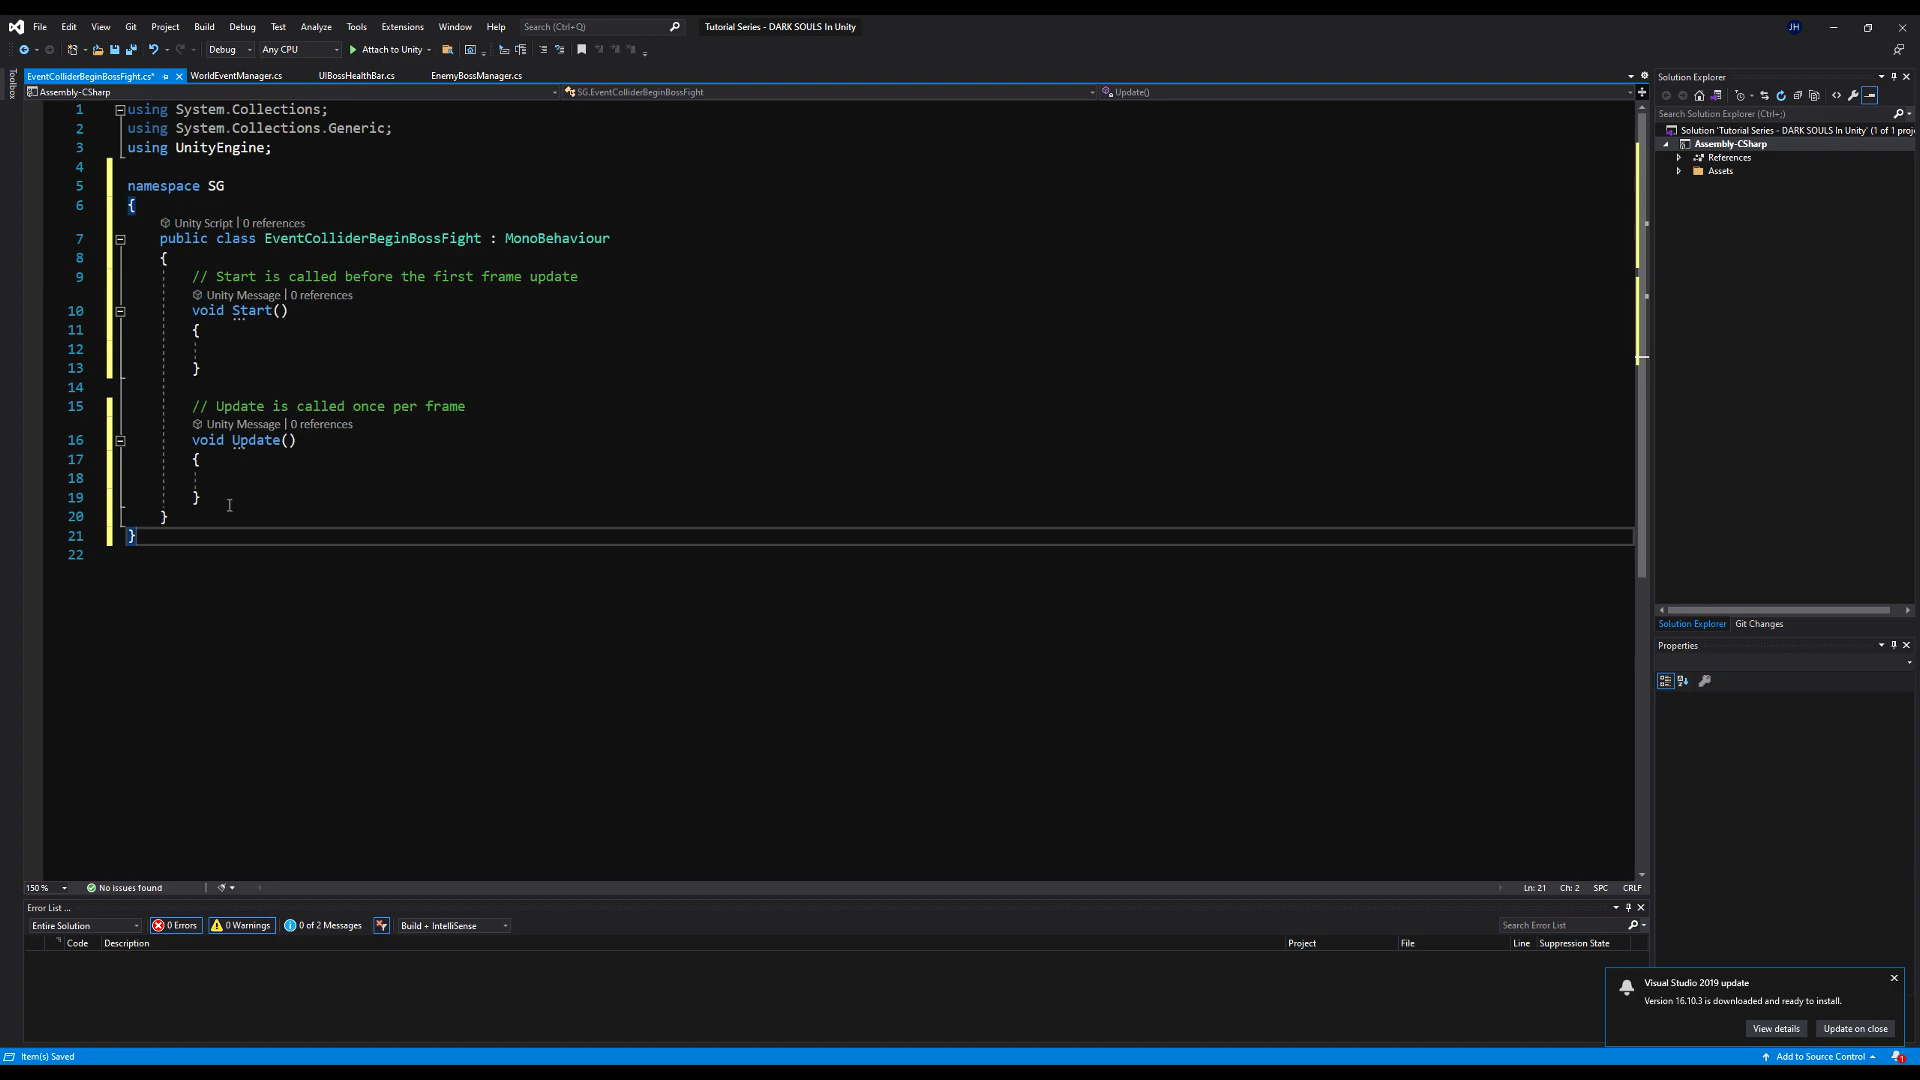 File Edit View Git Project Build Debug Test Analyze Tools Extensions Window Help Search (Ctrl+Q) Tutorial Series - DARK SOULS In Unity JH
Debug Any CPU Attach to Unity
Toolbox
EventColliderBeginBossFight.cs* WorldEventManager.cs UIBossHealthBar.cs EnemyBossManager.cs
Assembly-CSharp SG.EventColliderBeginBossFight Update()
1 using System.Collections;
2 using System.Collections.Generic;
3 using UnityEngine;
4
5 namespace SG
6 {
Unity Script | 0 references
7 public class EventColliderBeginBossFight : MonoBehaviour
8 {
9 // Start is called before the first frame update
Unity Message | 0 references
10 void Start()
11 {
12
13 }
14
15 // Update is called once per frame
Unity Message | 0 references
16 void Update()
17 {
18
19 }
20 }
21 }
22
150 % No issues found Ln: 21 Ch: 2 SPC CRLF
Error List ...
Entire Solution 0 Errors 0 Warnings 0 of 2 Messages Build + IntelliSense Search Error List
Code Description Project File Line Suppression State
Solution Explorer
Search Solution Explorer (Ctrl+;)
Solution 'Tutorial Series - DARK SOULS In Unity' (1 of 1 proj
Assembly-CSharp
References
Assets
Solution Explorer Git Changes
Properties
Visual Studio 2019 update
Version 16.10.3 is downloaded and ready to install.
View details Update on close
Item(s) Saved Add to Source Control 1